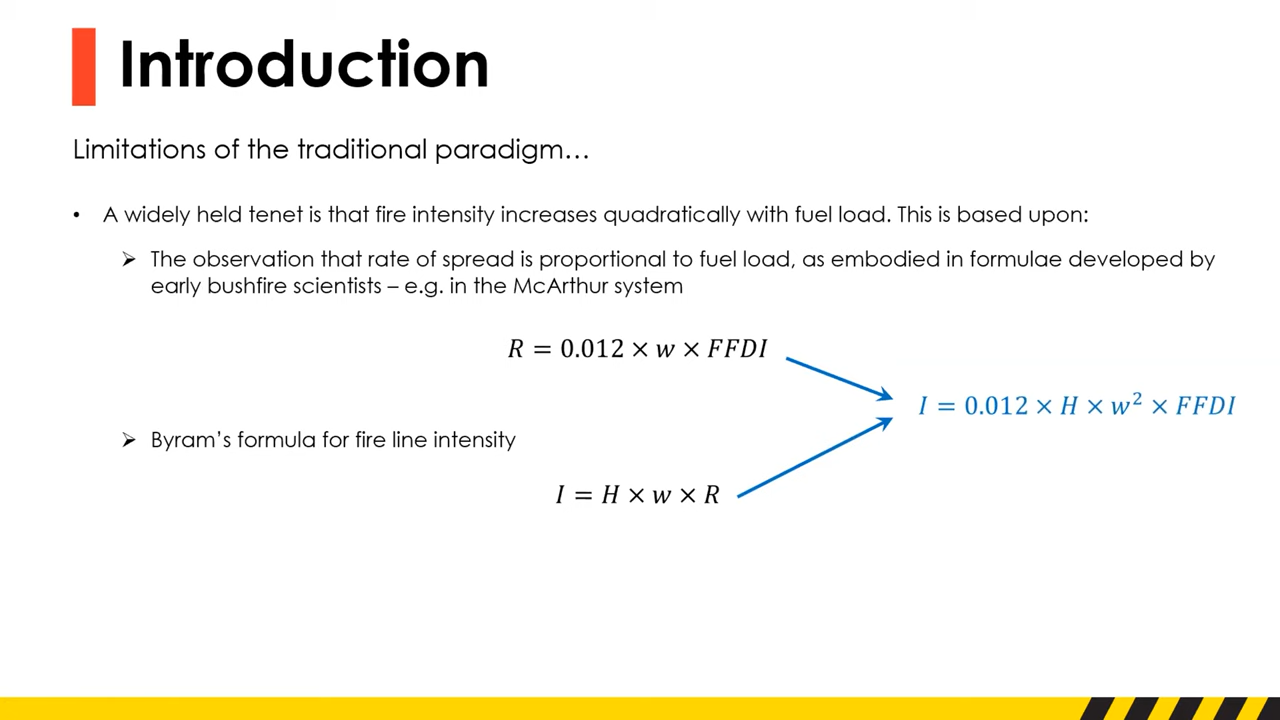 Introduction
Limitations of the traditional paradigm…
• A widely held tenet is that fire intensity increases quadratically with fuel load. This is based upon:
➢ The observation that rate of spread is proportional to fuel load, as embodied in formulae developed by
early bushfire scientists – e.g. in the McArthur system
R = 0.012 × w × FFDI
I = 0.012 × H × w² × FFDI
➢ Byram’s formula for fire line intensity
I = H × w × R